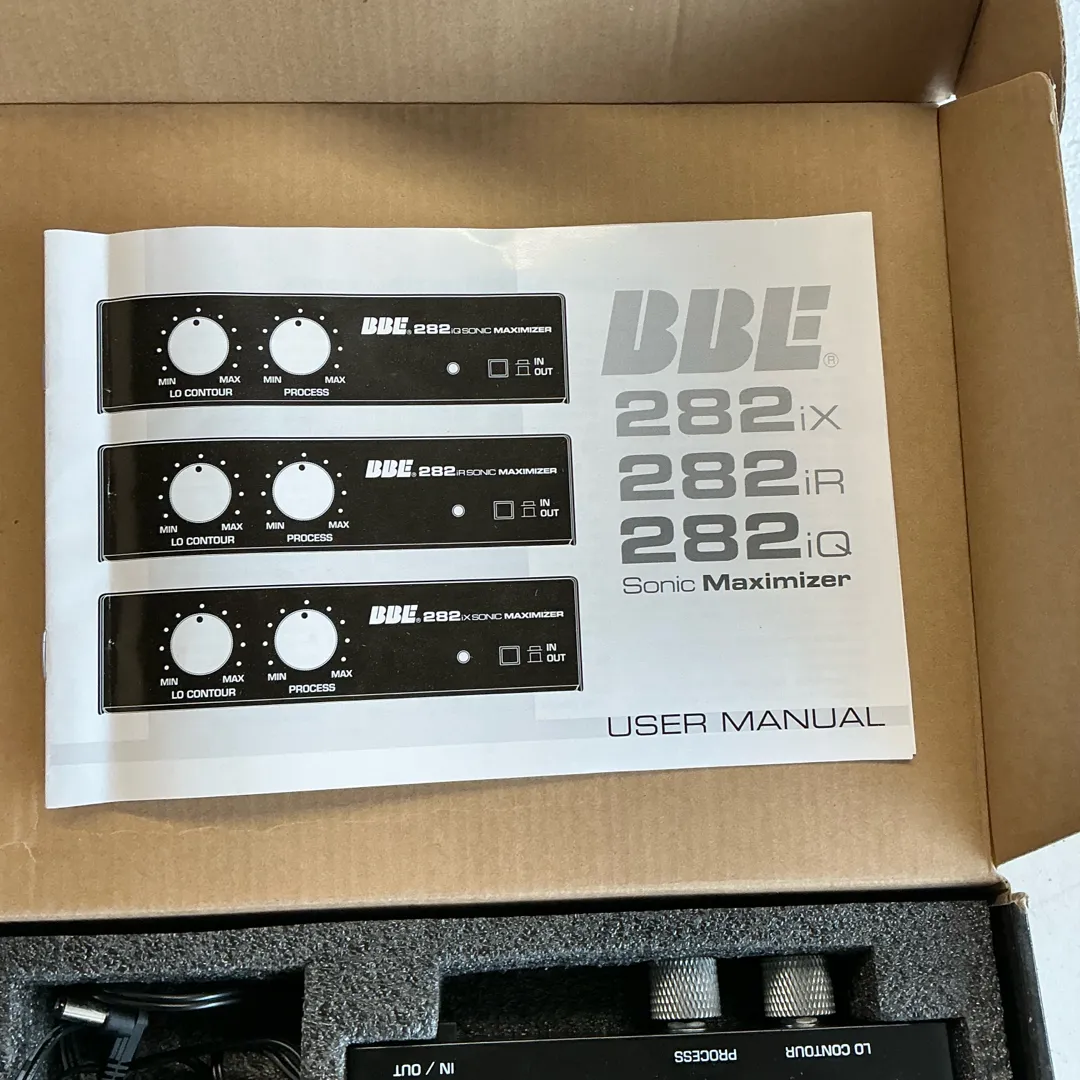 BBE® 282iQ SONIC MAXIMIZER
IN
OUT
MIN MAX MIN MAX
LO CONTOUR PROCESS
BBE® 282iR SONIC MAXIMIZER
IN
OUT
MIN MAX MIN MAX
LO CONTOUR PROCESS
BBE® 282iX SONIC MAXIMIZER
IN
OUT
MIN MAX MIN MAX
LO CONTOUR PROCESS
BBE®
282iX
282iR
282iQ
Sonic Maximizer
USER MANUAL
LO CONTOUR PROCESS IN / OUT